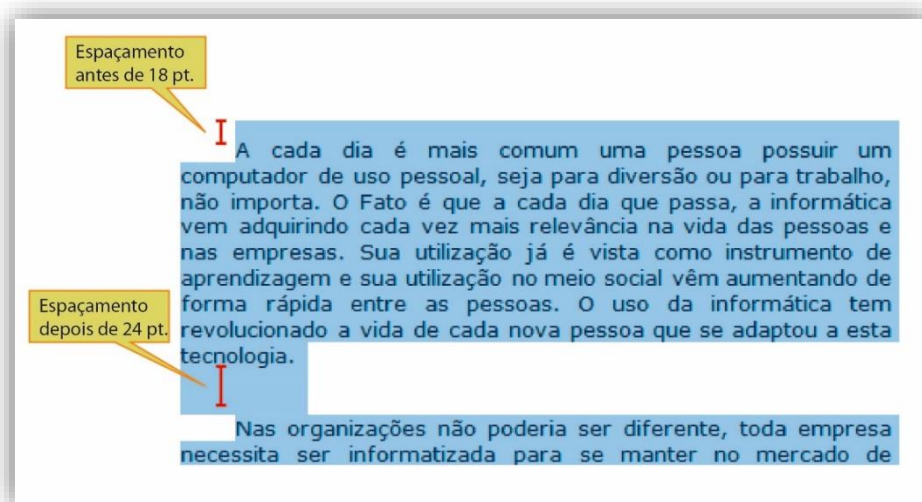 Espaçamento
antes de 18 pt.
A cada dia é mais comum uma pessoa possuir um
computador de uso pessoal, seja para diversão ou para trabalho,
não importa. O Fato é que a cada dia que passa, a informática
vem adquirindo cada vez mais relevância na vida das pessoas e
nas empresas. Sua utilização já é vista como instrumento de
aprendizagem e sua utilização no meio social vêm aumentando de
forma rápida entre as pessoas. O uso da informática tem
revolucionado a vida de cada nova pessoa que se adaptou a esta
tecnologia.
Espaçamento
depois de 24 pt.
Nas organizações não poderia ser diferente, toda empresa
necessita ser informatizada para se manter no mercado de